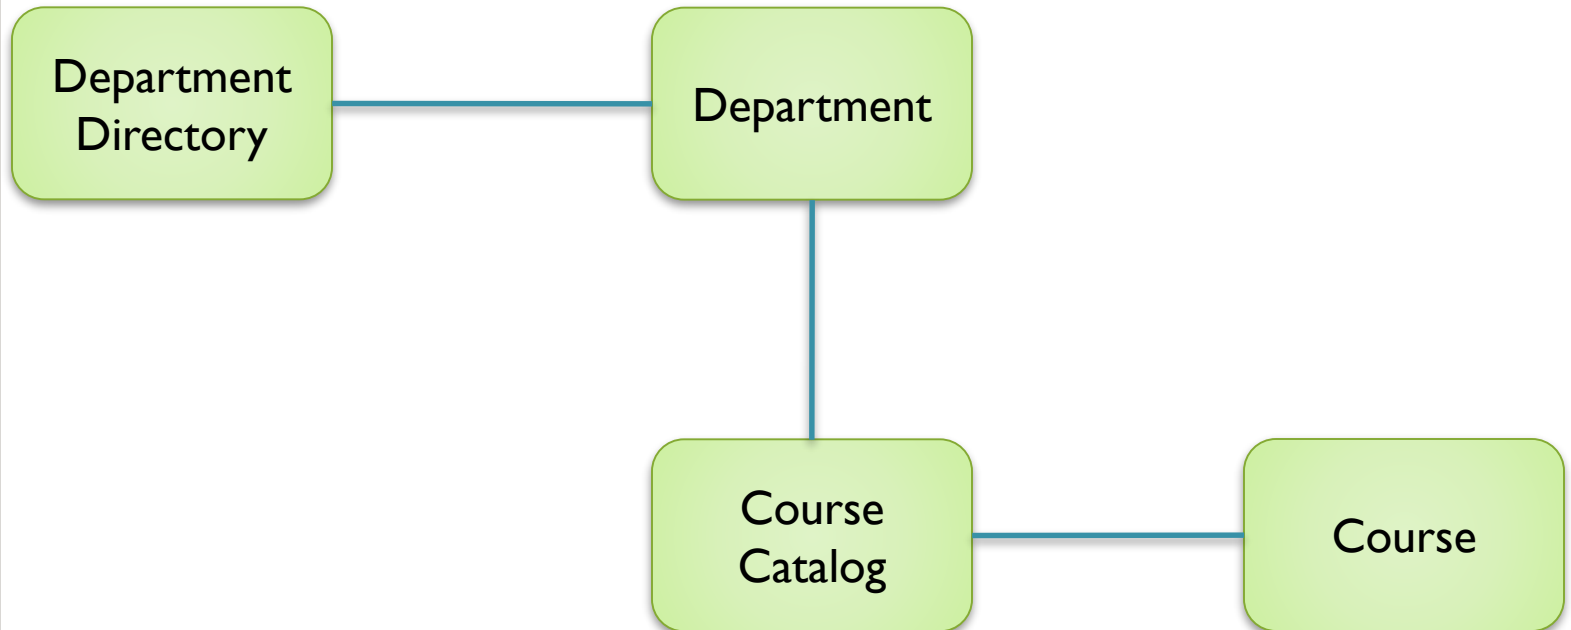 Department
Directory
Department
Course
Catalog
Course